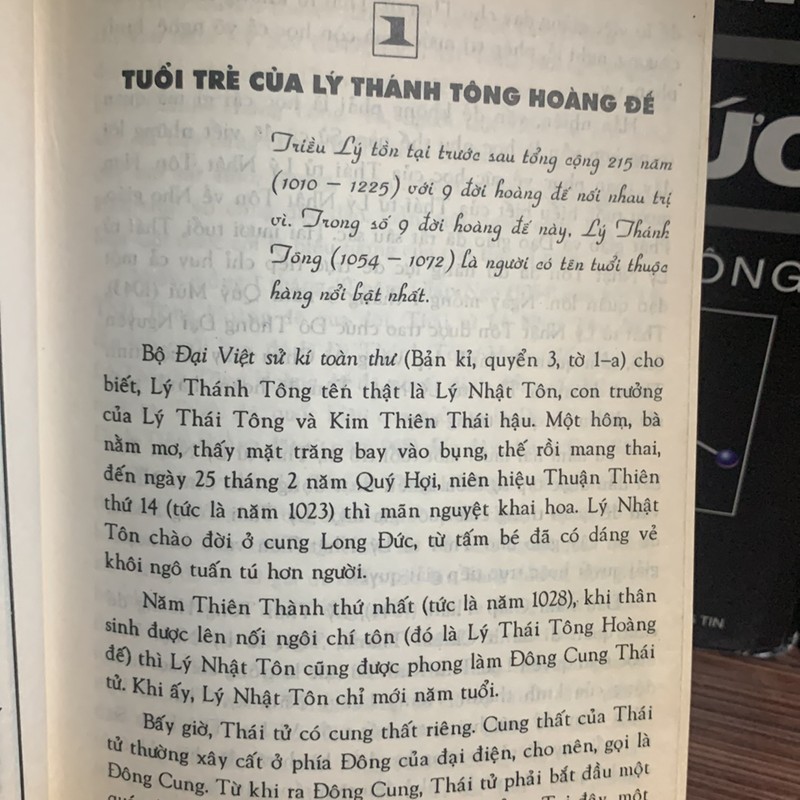 1
TUỔI TRẺ CỦA LÝ THÁNH TÔNG HOÀNG ĐẾ
Triều Lý tồn tại trước sau tổng cộng 215 năm
(1010 – 1225) với 9 đời hoàng đế nối nhau trị
vì. Trong số 9 đời hoàng đế này, Lý Thánh
Tông (1054 – 1072) là người có tên tuổi thuộc
hàng nổi bật nhất.
Bộ Đại Việt sử kí toàn thư (Bản kỉ, quyển 3, tờ 1-a) cho
biết, Lý Thánh Tông tên thật là Lý Nhật Tôn, con trưởng
của Lý Thái Tông và Kim Thiên Thái hậu. Một hôm, bà
nằm mơ, thấy mặt trăng bay vào bụng, thế rồi mang thai,
đến ngày 25 tháng 2 năm Quý Hợi, niên hiệu Thuận Thiên
thứ 14 (tức là năm 1023) thì mãn nguyệt khai hoa. Lý Nhật
Tôn chào đời ở cung Long Đức, từ tấm bé đã có dáng vẻ
khôi ngô tuấn tú hơn người.
Năm Thiên Thành thứ nhất (tức là năm 1028), khi thân
sinh được lên nối ngôi chí tôn (đó là Lý Thái Tông Hoàng
đế) thì Lý Nhật Tôn cũng được phong làm Đông Cung Thái
tử. Khi ấy, Lý Nhật Tôn chỉ mới năm tuổi.
Bấy giờ, Thái tử có cung thất riêng. Cung thất của Thái
tử thường xây cất ở phía Đông của đại điện, cho nên, gọi là
Đông Cung. Từ khi ra Đông Cung, Thái tử phải bắt đầu một
ỨC
ÔNG
TIN